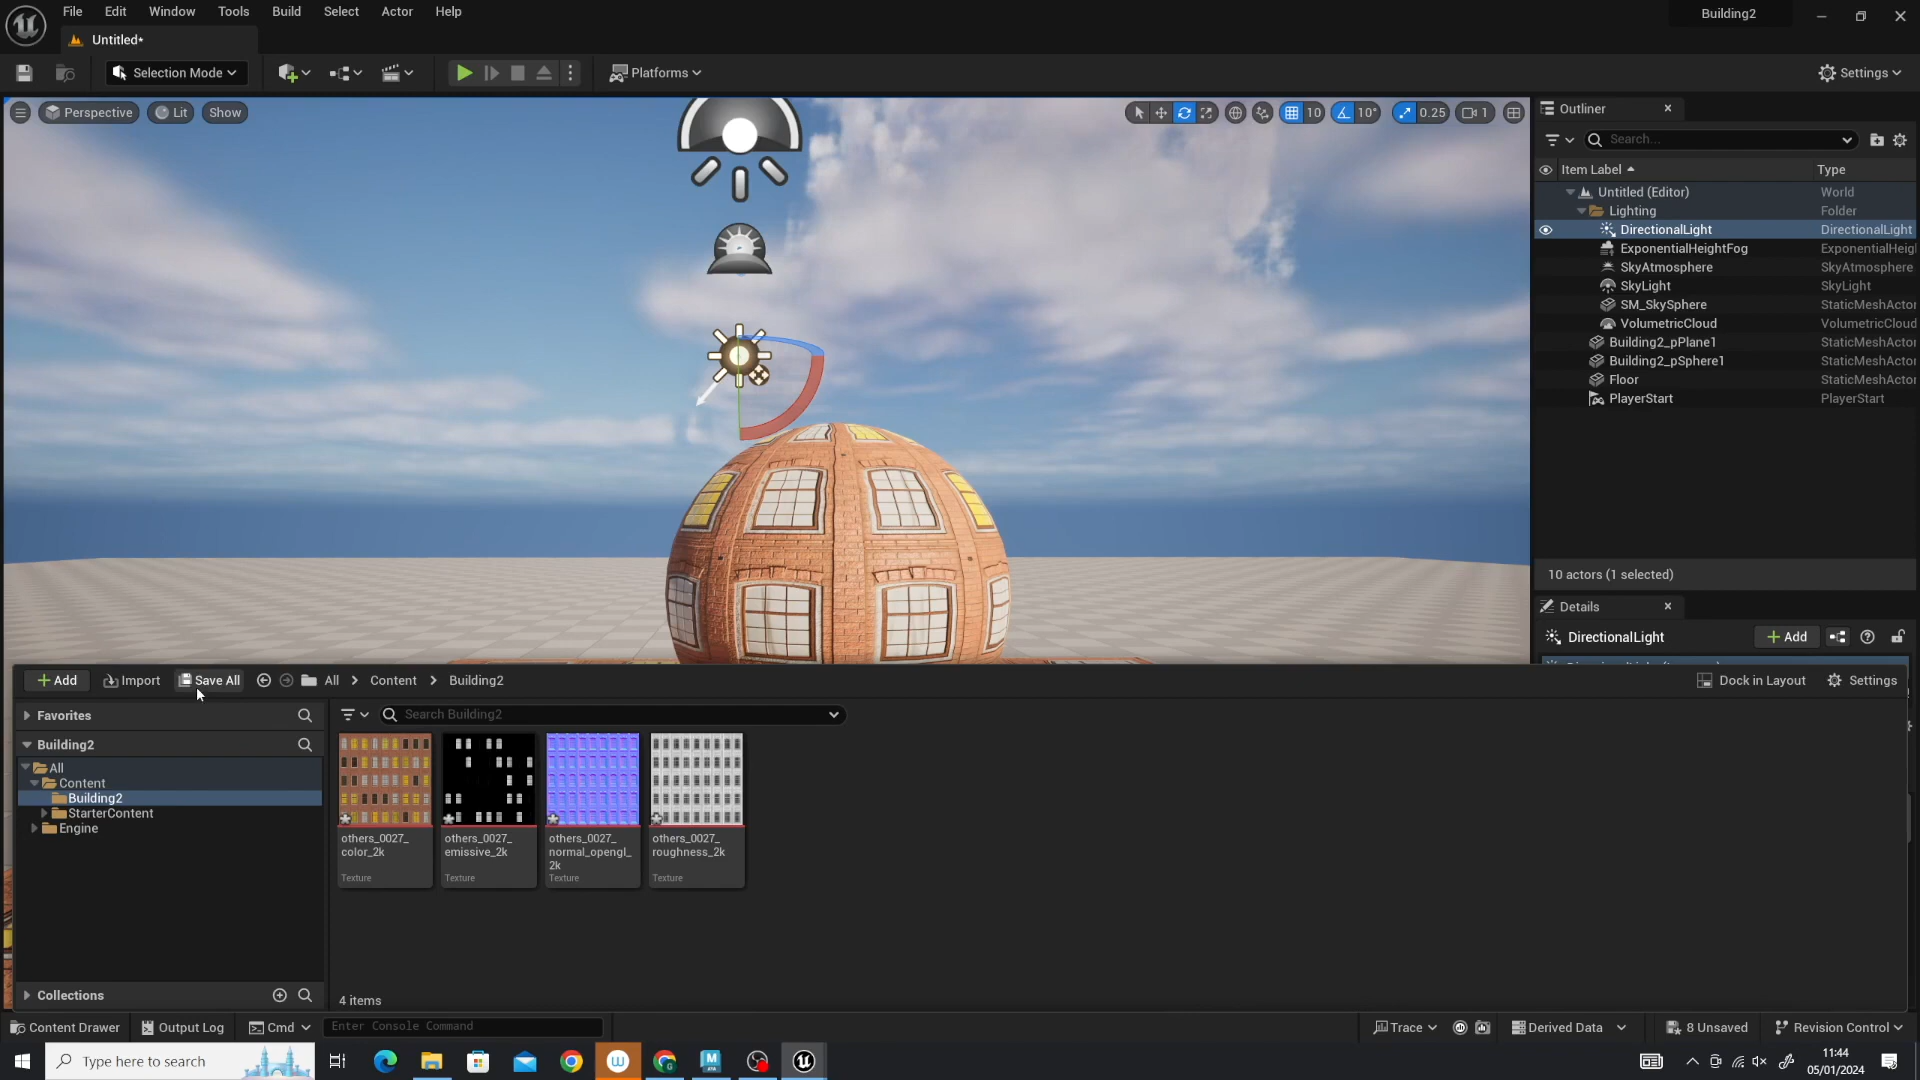 File Edit Window Tools Build Select Actor Help
Building2
Untitled*
Selection Mode
Platforms
Settings
Perspective
Lit
Show
10
10°
0.25
1
Outliner
Search...
Item Label
Type
Untitled (Editor) World
Lighting Folder
DirectionalLight DirectionalLight
ExponentialHeightFog ExponentialHeig
SkyAtmosphere SkyAtmosphere
SkyLight SkyLight
SM_SkySphere StaticMeshActor
VolumetricCloud VolumetricCloud
Building2_pPlane1 StaticMeshActor
Building2_pSphere1 StaticMeshActor
Floor StaticMeshActor
PlayerStart PlayerStart
10 actors (1 selected)
Details
DirectionalLight
Add
Add
Import
Save All
All > Content > Building2
Dock in Layout
Settings
Favorites
Search Building2
Building2
All
Content
Building2
StarterContent
Engine
others_0027_
color_2k
Texture
others_0027_
emissive_2k
Texture
others_0027_
normal_opengl_
2k
Texture
others_0027_
roughness_2k
Texture
Collections
4 items
Content Drawer
Output Log
Cmd
Enter Console Command
Trace
Derived Data
8 Unsaved
Revision Control
Type here to search
11:44
05/01/2024